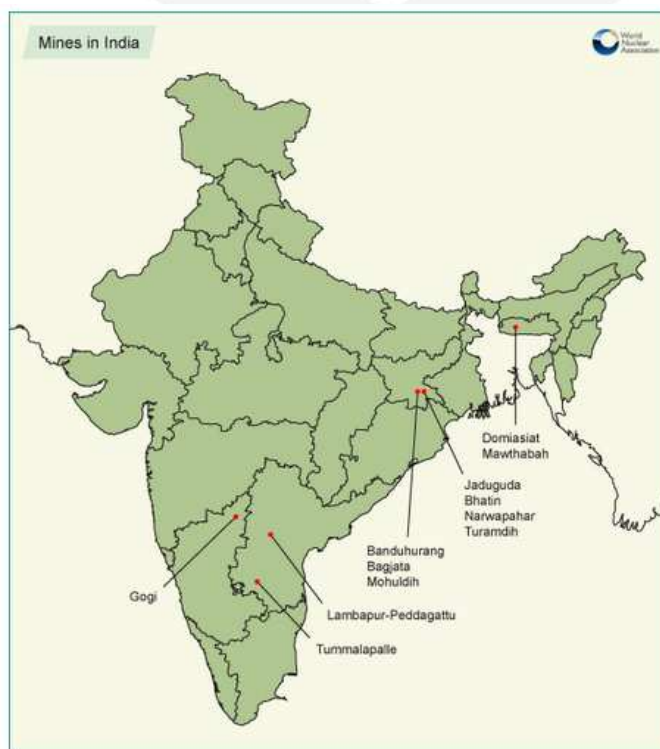 Mines in India
World
Nuclear
Association
Domiasiat
Mawthabah
Jaduguda
Bhatin
Narwapahar
Turamdih
Banduhurang
Bagjata
Mohuldih
Gogi
Lambapur-Peddagattu
Tummalapalle